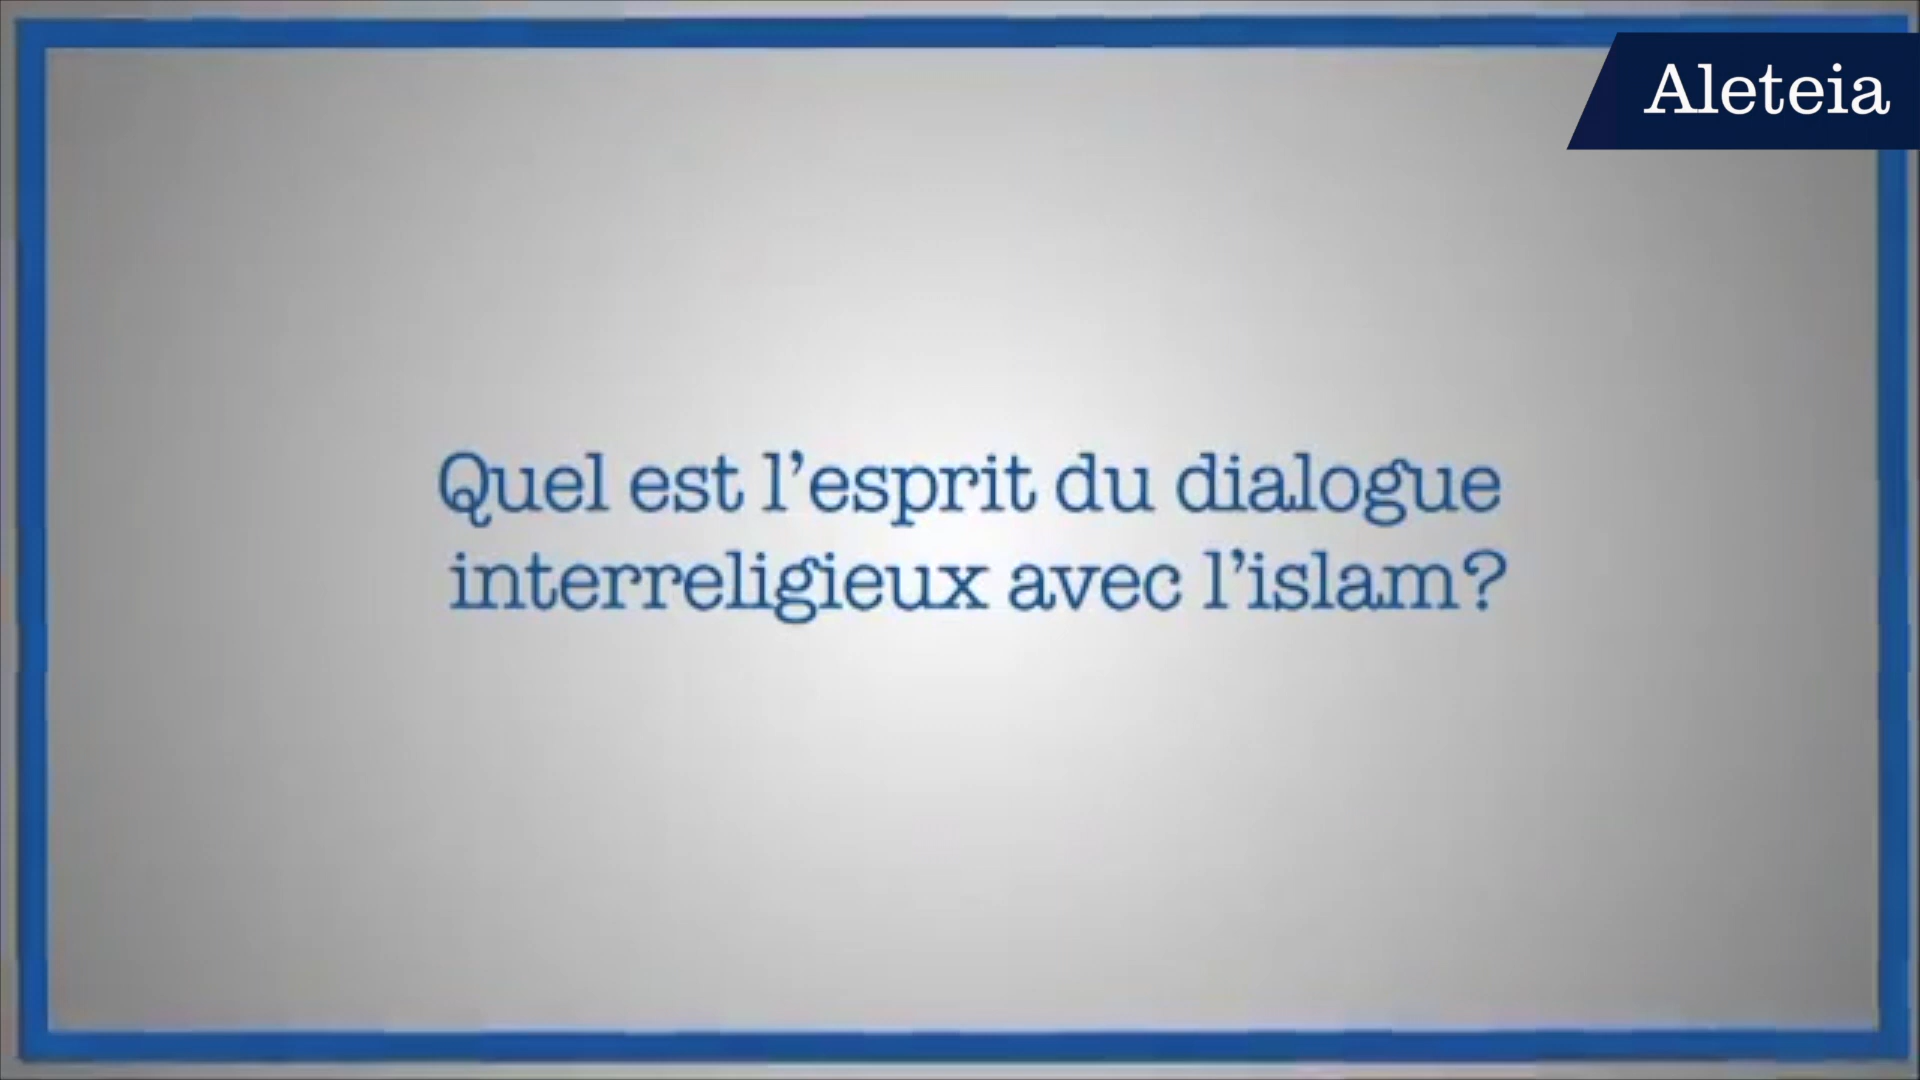 Aleteia
Quel est l’esprit du dialogue
interreligieux avec l’islam?